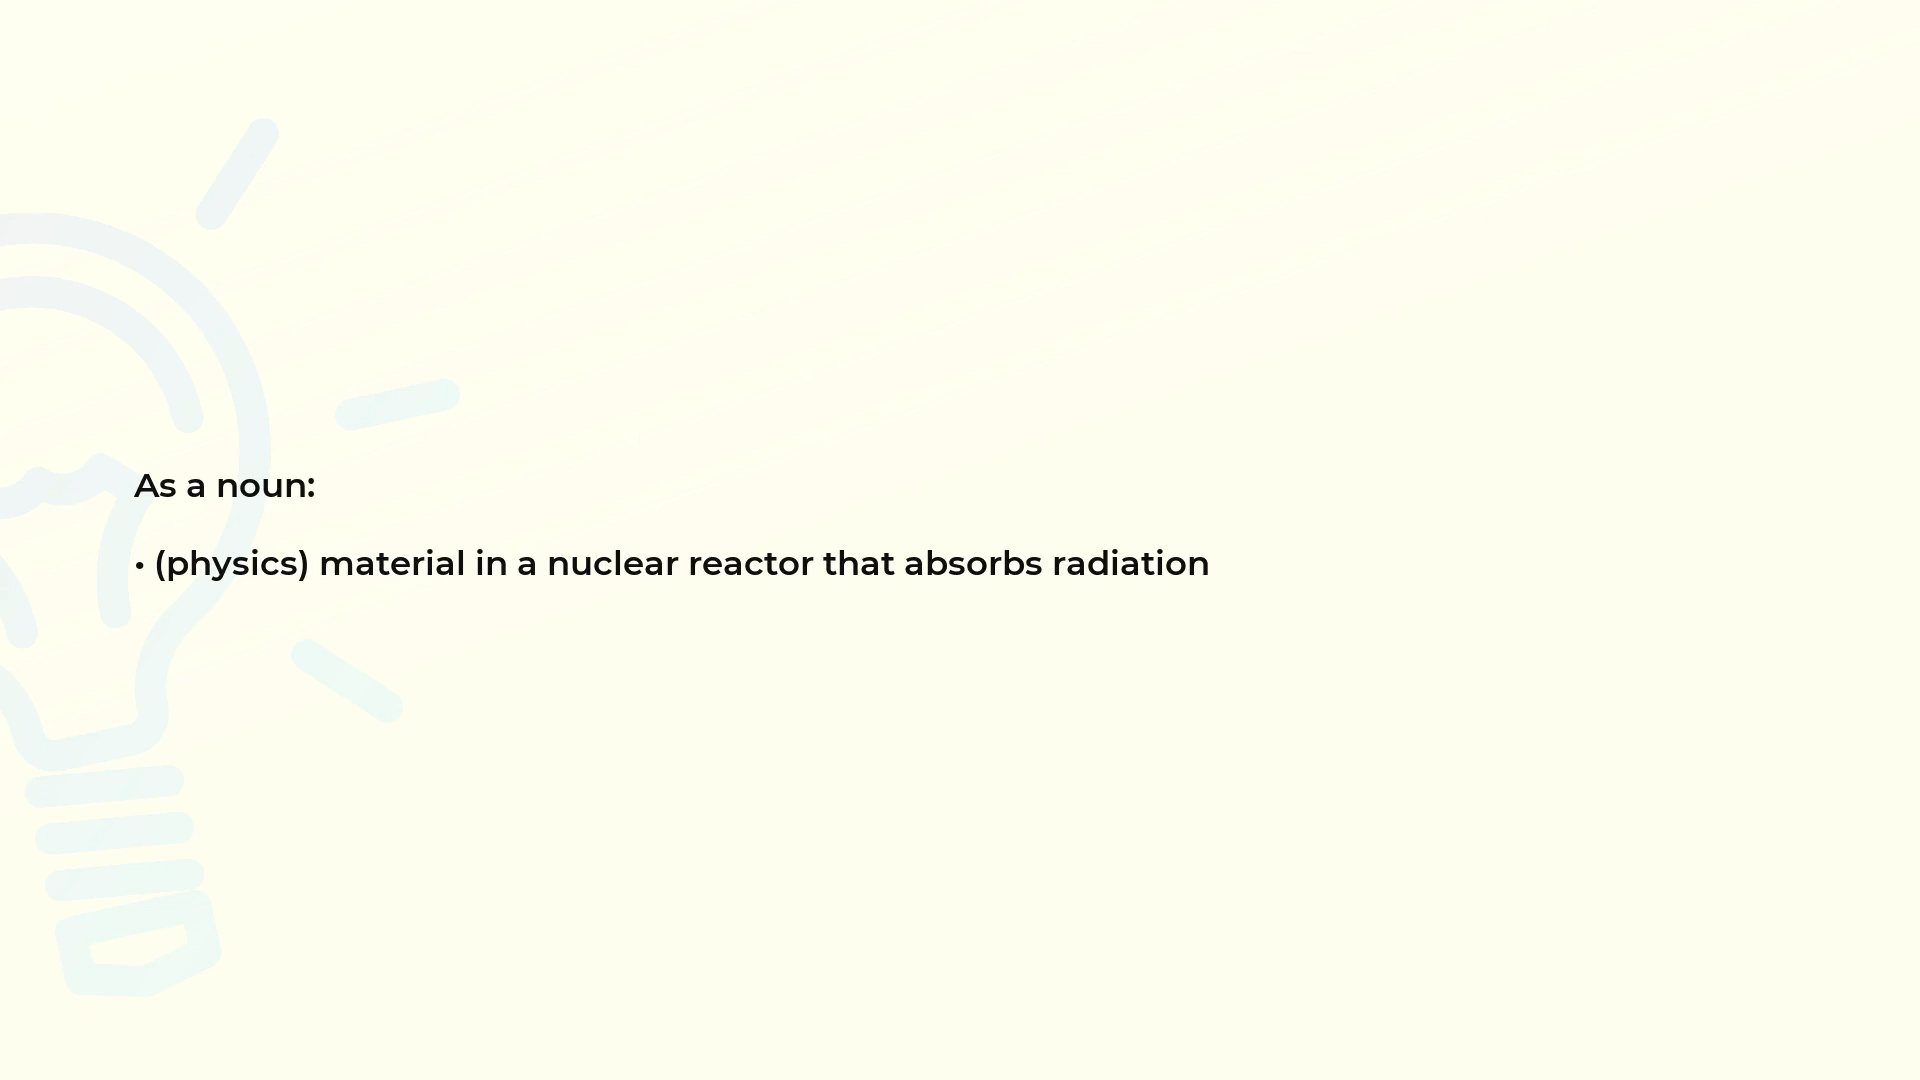 As a noun:
• (physics) material in a nuclear reactor that absorbs radiation